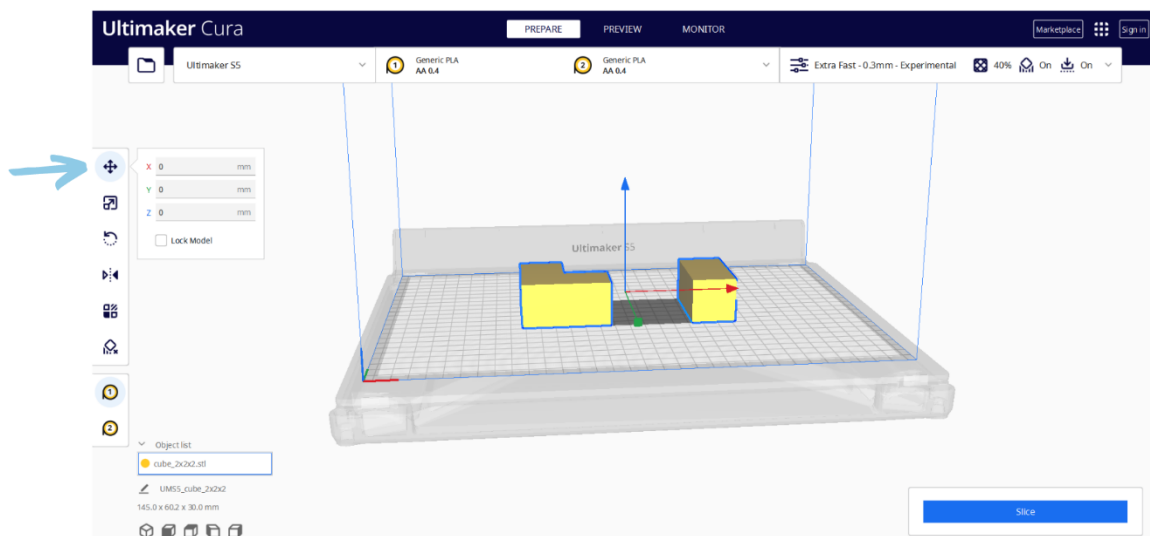 Ultimaker Cura
PREPARE
PREVIEW
MONITOR
Marketplace
Sign in
Ultimaker S5
1
Generic PLA
AA 0.4
2
Generic PLA
AA 0.4
Extra Fast - 0.3mm - Experimental
40%
On
On
X 0 mm
Y 0 mm
Z 0 mm
Lock Model
Ultimaker S5
1
2
Object list
cube_2x2x2.stl
UMS5_cube_2x2x2
145.0 x 60.2 x 30.0 mm
Slice